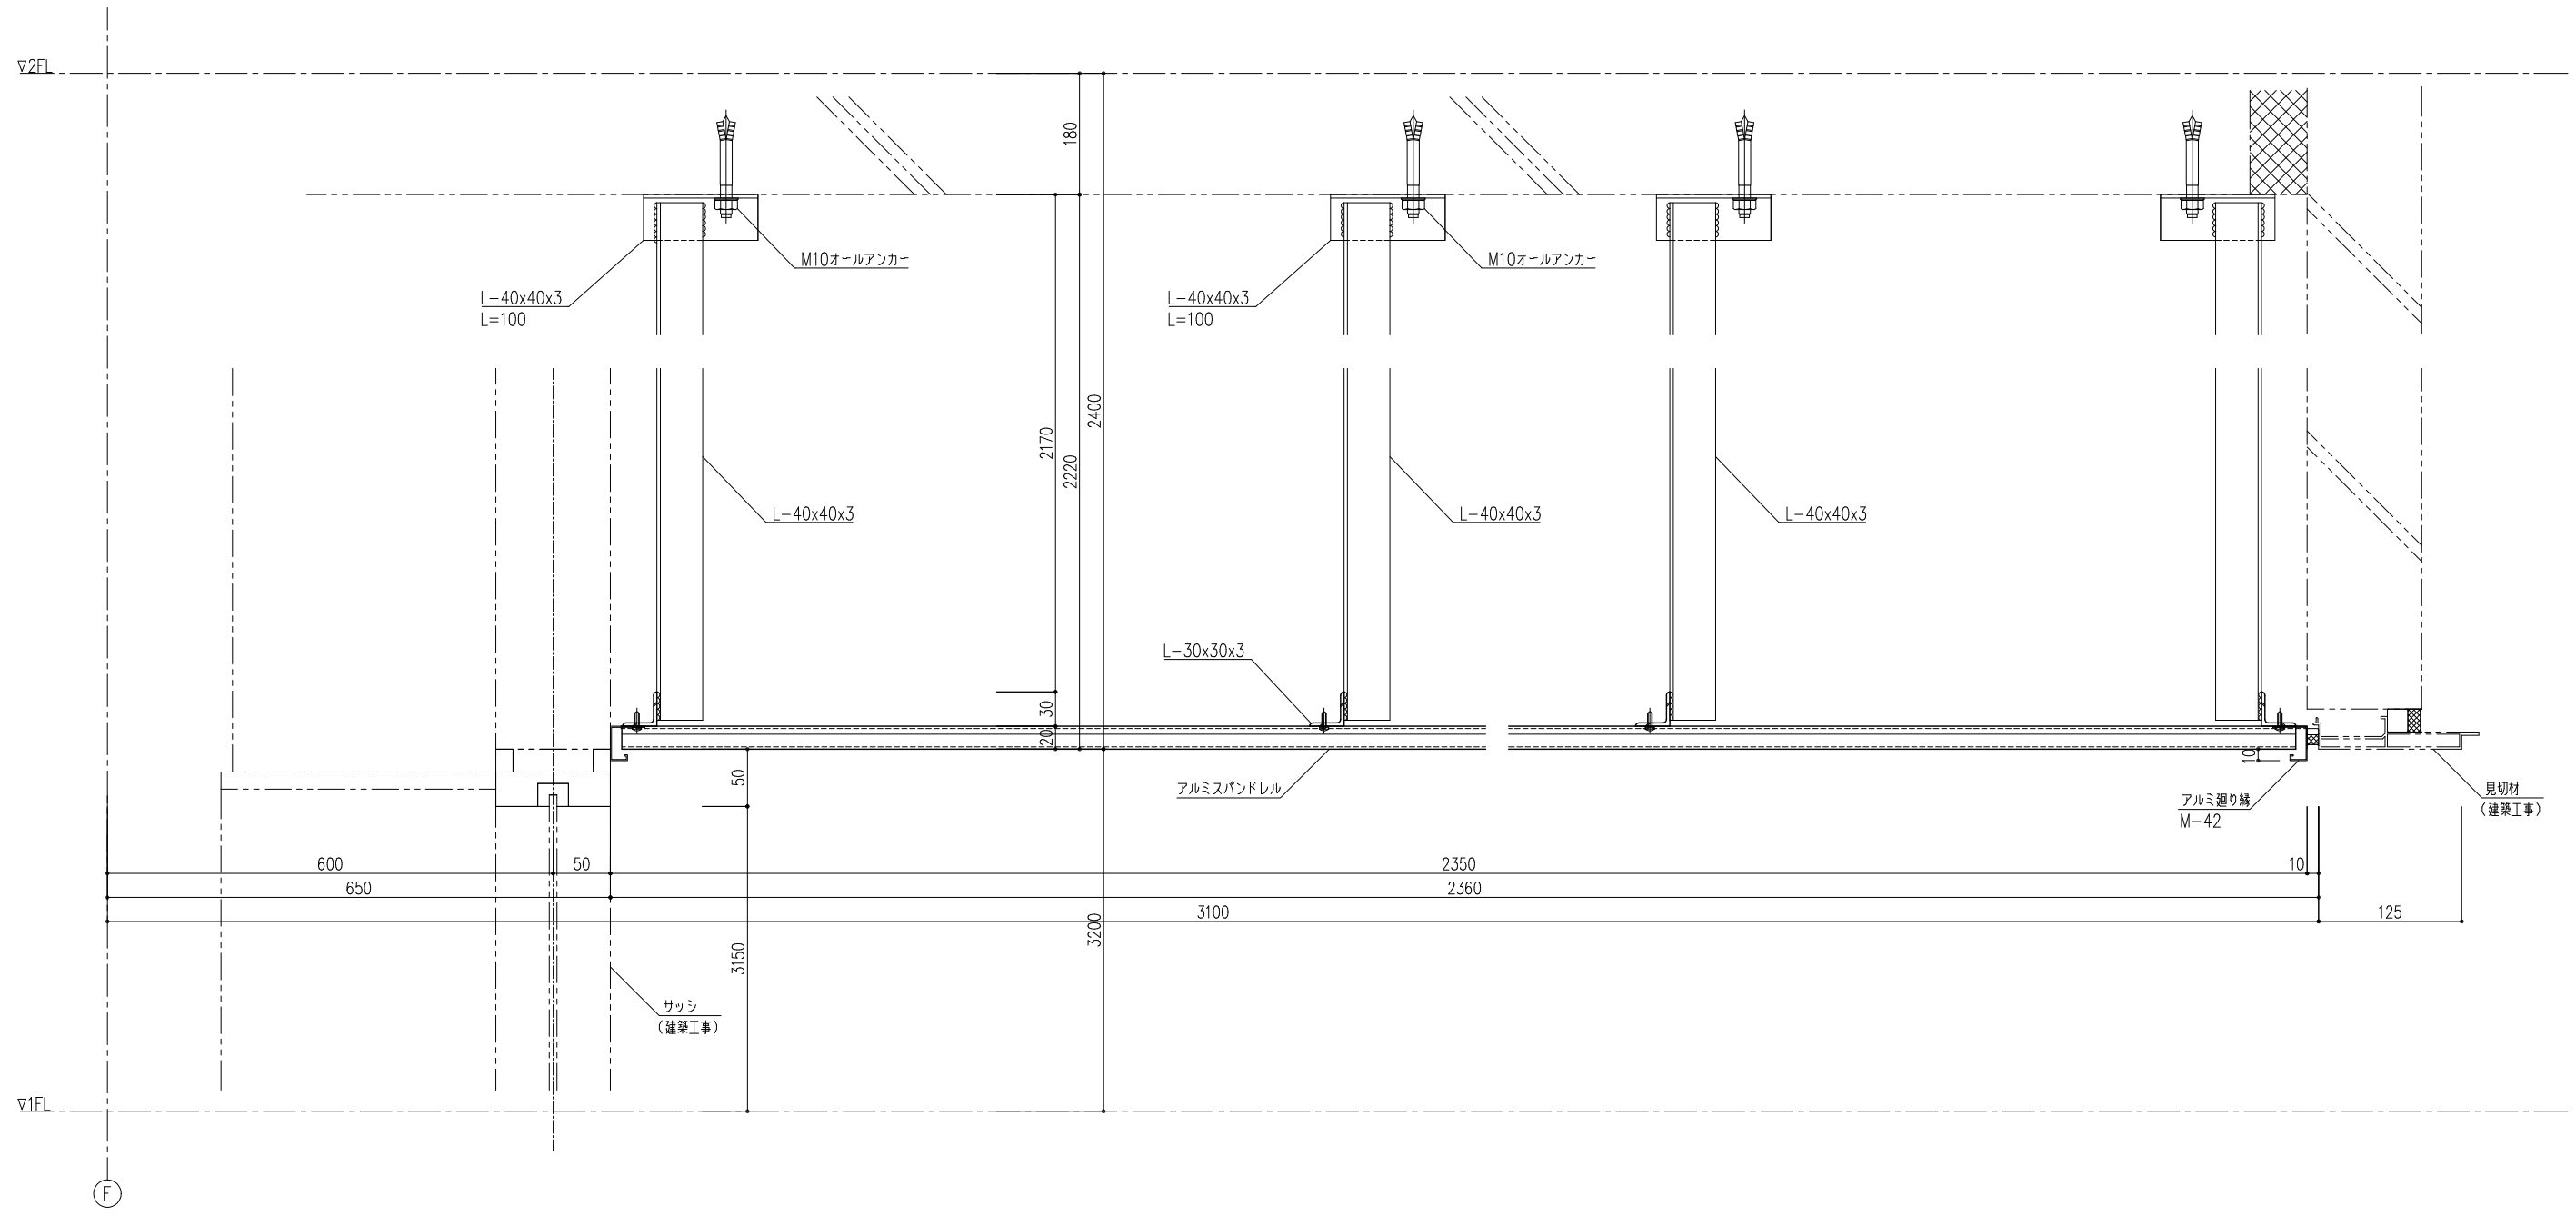 ▽2FL
180
M10オールアンカー
M10オールアンカー
L-40x40x3
L=100
L-40x40x3
L=100
2400
2170
2220
L-40x40x3
L-40x40x3
L-40x40x3
L-30x30x3
30
20
50
10
アルミスパンドレル
見切材
(建築工事)
アルミ廻り縁
M-42
600
50
2350
10
650
2360
3100
125
3150
3200
サッシ
(建築工事)
▽1FL
F